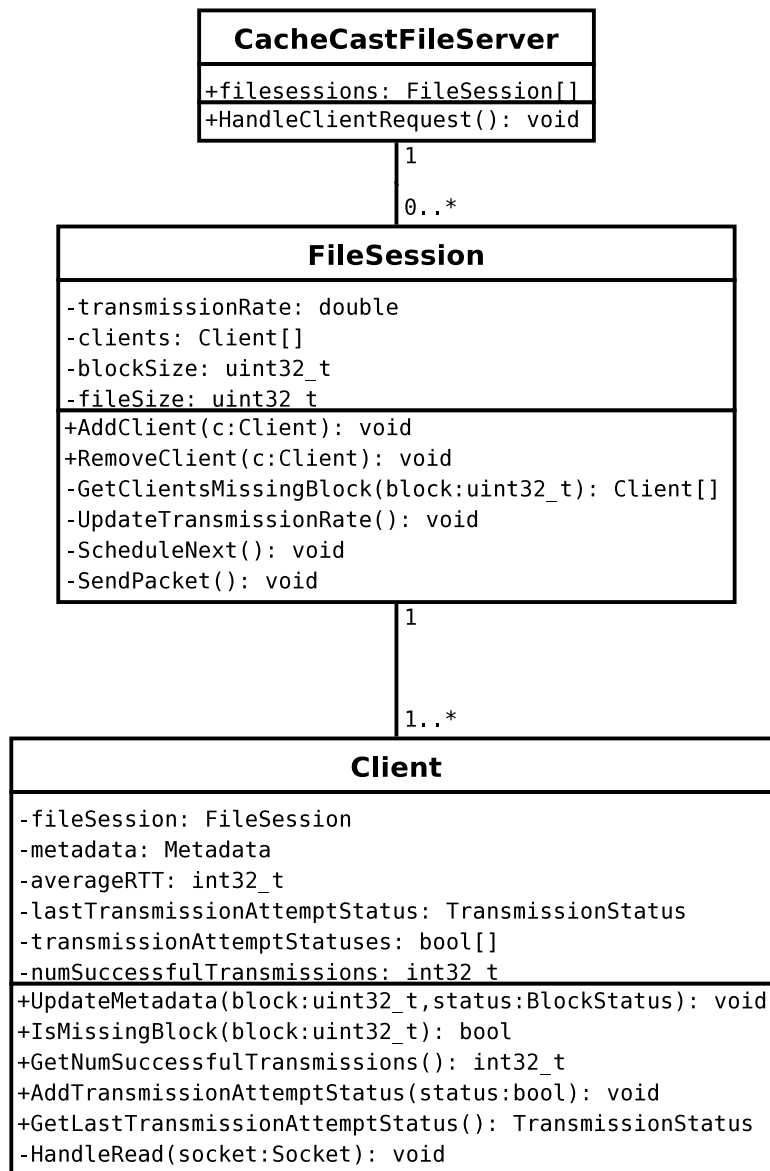 CacheCastFileServer
+filesessions: FileSession[]
+HandleClientRequest(): void
1
0..*
FileSession
-transmissionRate: double
-clients: Client[]
-blockSize: uint32_t
-fileSize: uint32_t
+AddClient(c:Client): void
+RemoveClient(c:Client): void
-GetClientsMissingBlock(block:uint32_t): Client[]
-UpdateTransmissionRate(): void
-ScheduleNext(): void
-SendPacket(): void
1
1..*
Client
-fileSession: FileSession
-metadata: Metadata
-averageRTT: int32_t
-lastTransmissionAttemptStatus: TransmissionStatus
-transmissionAttemptStatuses: bool[]
-numSuccessfulTransmissions: int32_t
+UpdateMetadata(block:uint32_t,status:BlockStatus): void
+IsMissingBlock(block:uint32_t): bool
+GetNumSuccessfulTransmissions(): int32_t
+AddTransmissionAttemptStatus(status:bool): void
+GetLastTransmissionAttemptStatus(): TransmissionStatus
-HandleRead(socket:Socket): void